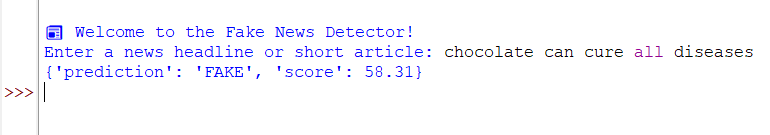 📰 Welcome to the Fake News Detector!
Enter a news headline or short article: chocolate can cure all diseases
{'prediction': 'FAKE', 'score': 58.31}
>>>